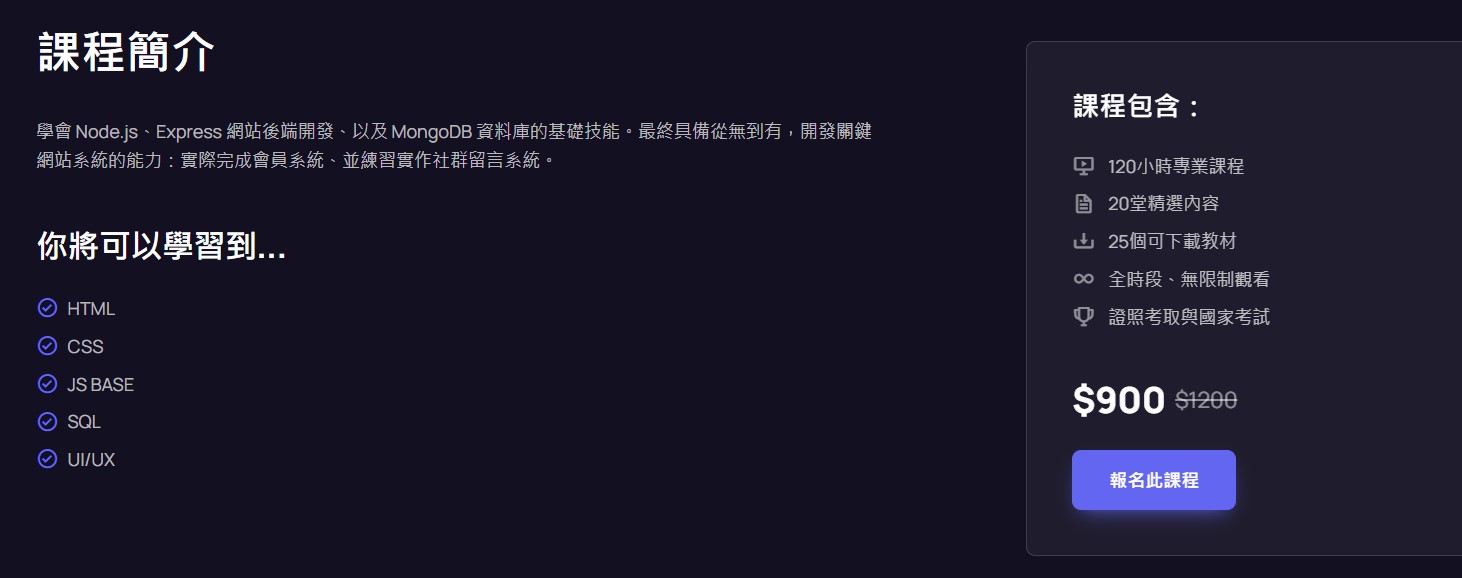 課程簡介
學會 Node.js、Express 網站後端開發、以及 MongoDB 資料庫的基礎技能。最終具備從無到有，開發關鍵
網站系統的能力：實際完成會員系統、並練習實作社群留言系統。
你將可以學習到...
HTML
CSS
JS BASE
SQL
UI/UX
課程包含：
120小時專業課程
20堂精選內容
25個可下載教材
全時段、無限制觀看
證照考取與國家考試
$900 $1200
報名此課程